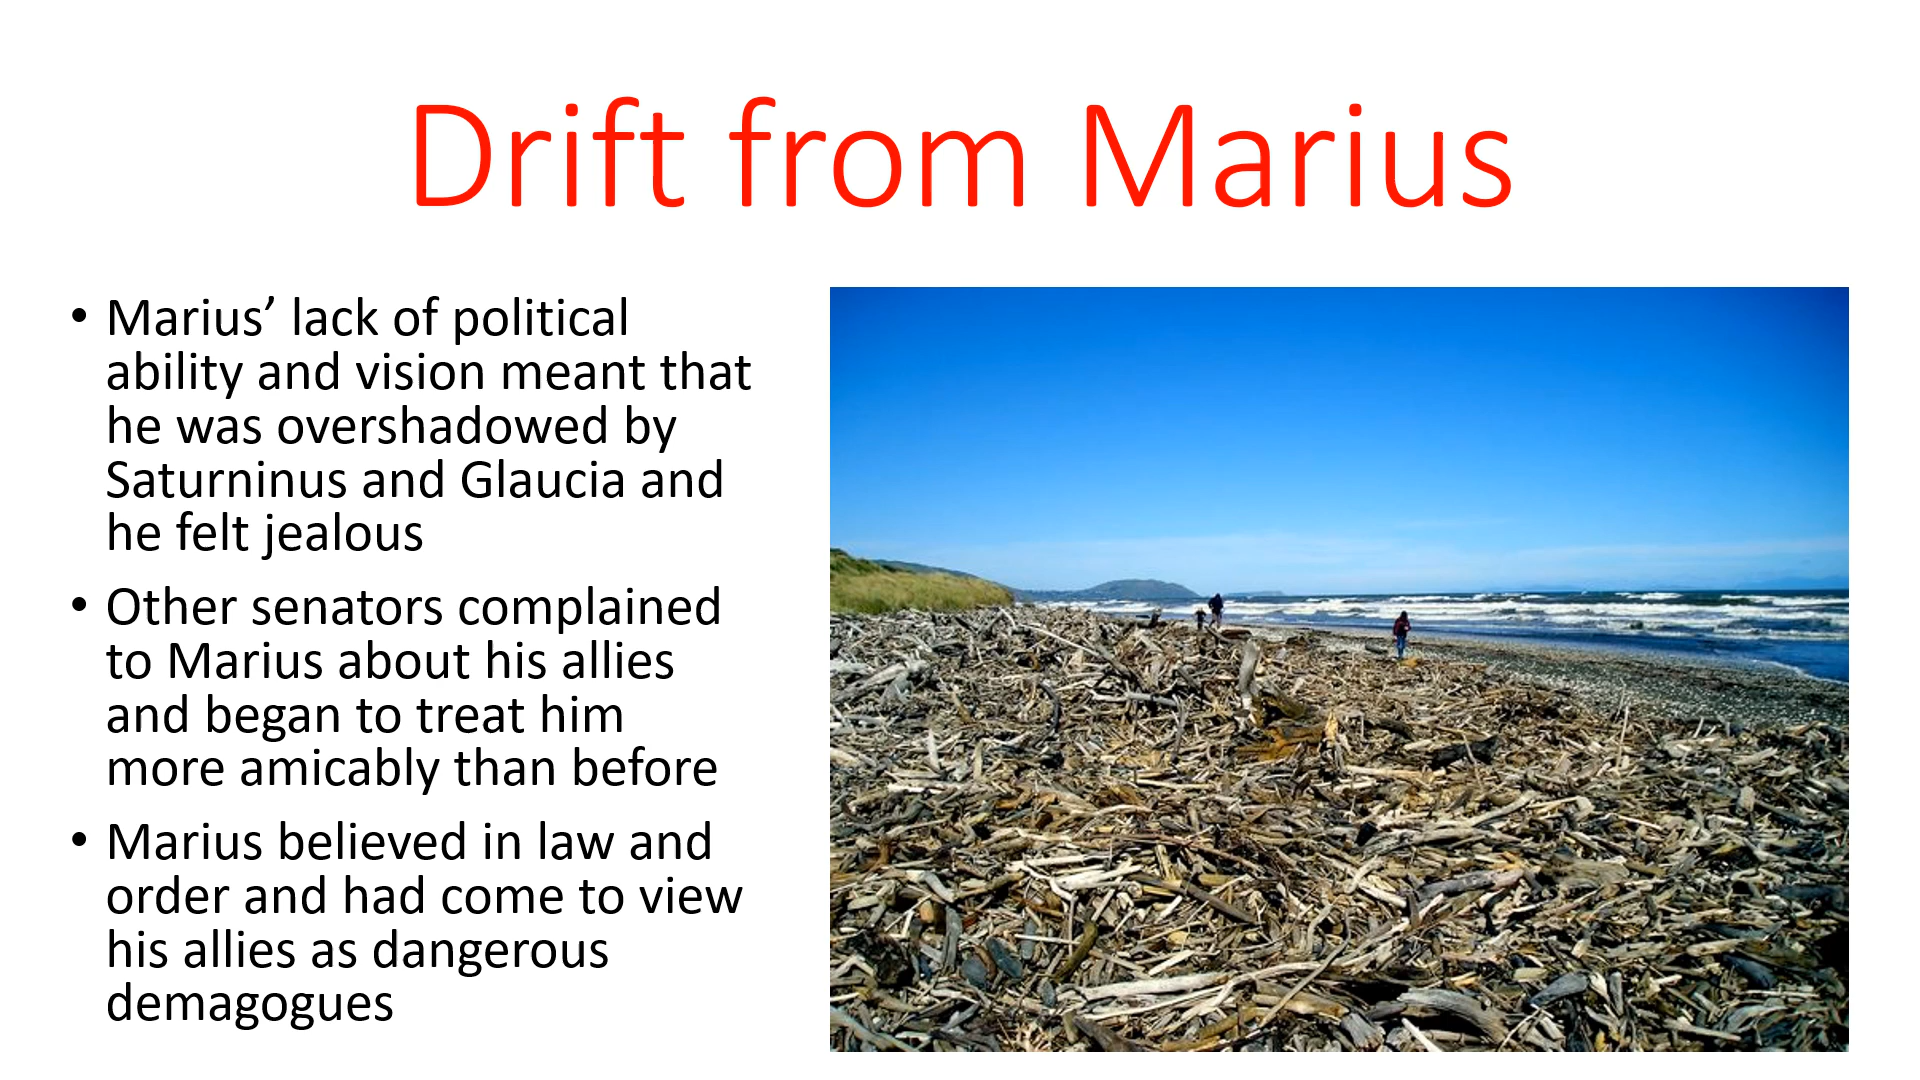 Drift from Marius
• Marius’ lack of political
ability and vision meant that
he was overshadowed by
Saturninus and Glaucia and
he felt jealous
• Other senators complained
to Marius about his allies
and began to treat him
more amicably than before
• Marius believed in law and
order and had come to view
his allies as dangerous
demagogues